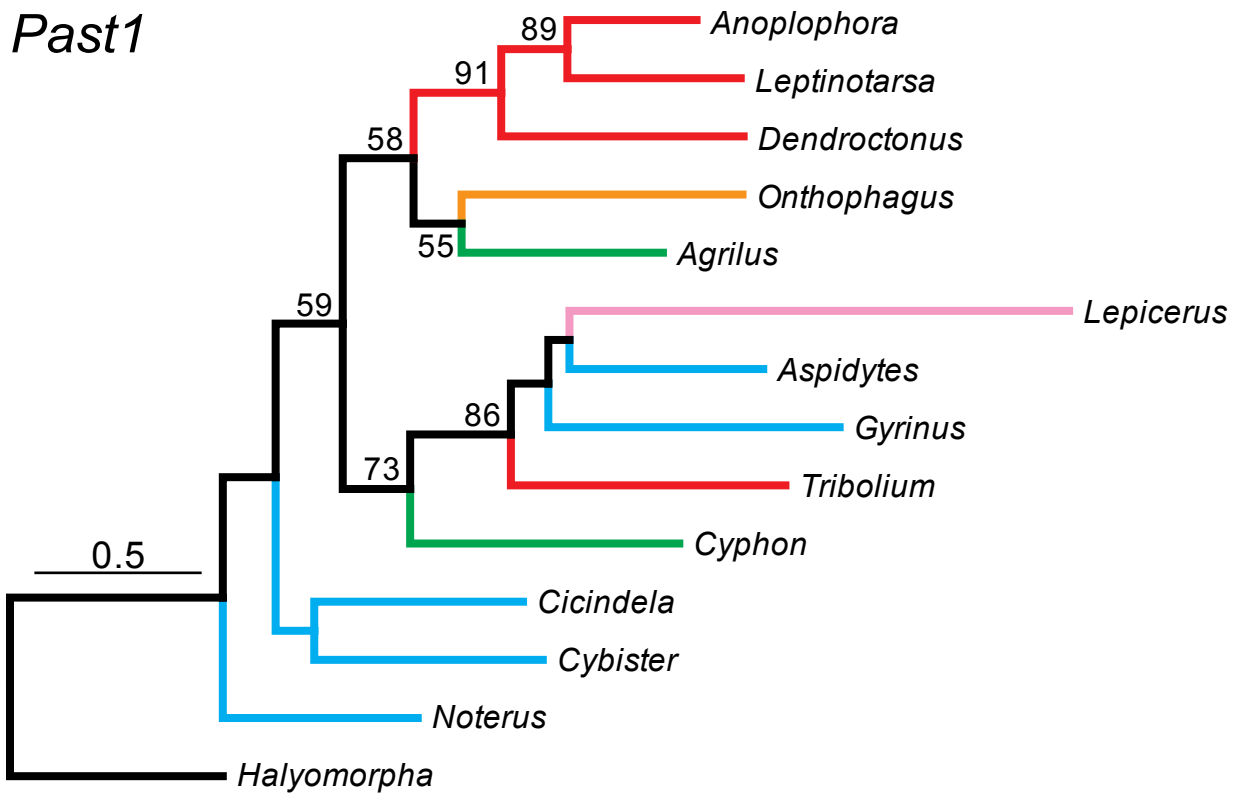 Past1
89
Anoplophora
91
Leptinotarsa
58
Dendroctonus
Onthophagus
55
Agrilus
59
Lepicerus
Aspidytes
86
Gyrinus
73
Tribolium
Cyphon
0.5
Cicindela
Cybister
Noterus
Halyomorpha